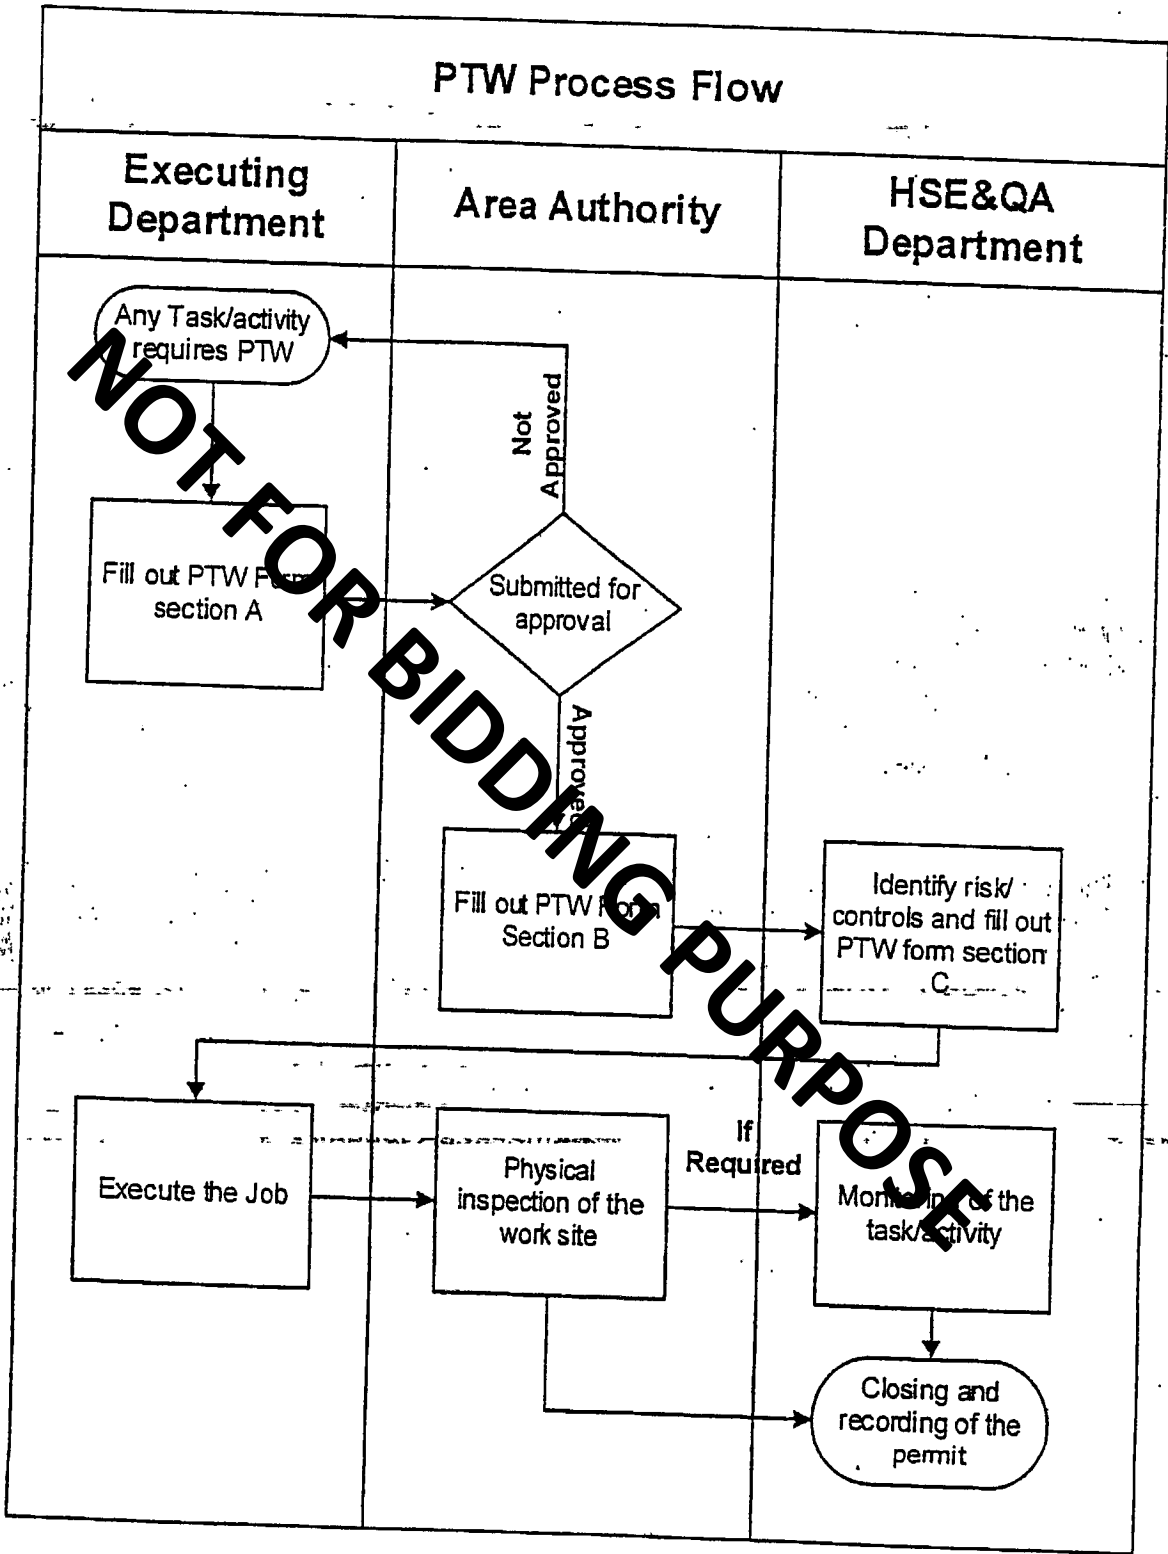 PTW Process Flow
Executing
Department
Area Authority
HSE&QA
Department
Any Task/activity
requires PTW
Not
Approved
Fill out PTW Form
section A
Submitted for
approval
Approved
Fill out PTW Form
Section B
Identify risk/
controls and fill out
PTW form section
C
Execute the Job
Physical
inspection of the
work site
If
Required
Monitoring of the
task/activity
Closing and
recording of the
permit
NOT FOR BIDDING PURPOSE